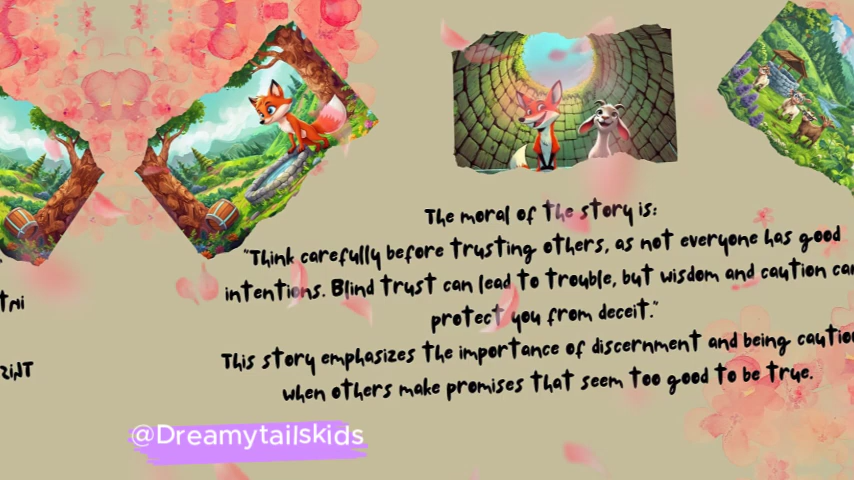 The moral of the story is:
"Think carefully before trusting others, as not everyone has good
intentions. Blind trust can lead to trouble, but wisdom and caution can
protect you from deceit."
This story emphasizes the importance of discernment and being
when others make promises that seem too good to be true.
@Dreamytailskids